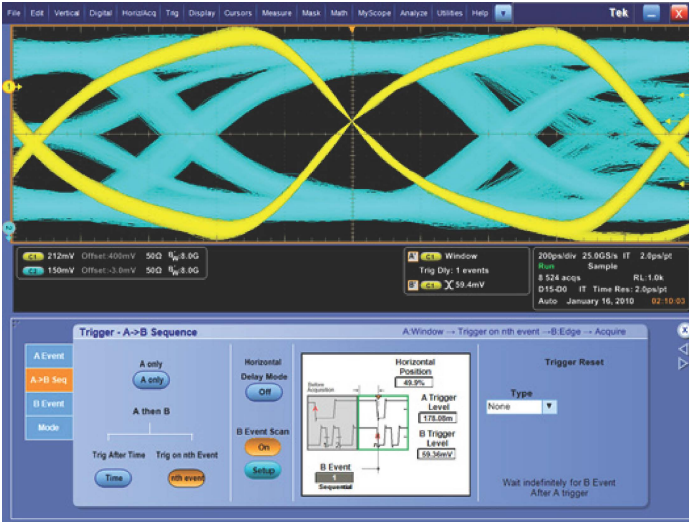 File Edit Vertical Digital Horiz/Acq Trig Display Cursors Measure Mask Math MyScope Analyze Utilities Help Tek X
1
2
C1 212mV Offset:400mV 50Ω BW:8.0G
C2 150mV Offset:-3.0mV 50Ω BW:8.0G
A' C1 Window
Trig Dly: 1 events
B' C1 59.4mV
200ps/div 25.0GS/s IT 2.0ps/pt
Run Sample
8 524 acqs RL:1.0k
D15-D0 IT Time Res: 2.0ps/pt
Auto January 16, 2010 02:10:03
Trigger - A->B Sequence
A:Window → Trigger on nth event →B:Edge → Acquire
X
A Event
A->B Seq
B Event
Mode
A only
A only
A then B
Trig After Time Trig on nth Event
Time nth event
Horizontal
Delay Mode
Off
B Event Scan
On
Setup
Horizontal
Position
49.9%
Before
Acquisition
A Trigger
Level
178.08m
B Trigger
Level
59.36mV
A
1 2 n
B Event
1
Sequential
Trigger Reset
Type
None
Wait indefinitely for B Event
After A trigger